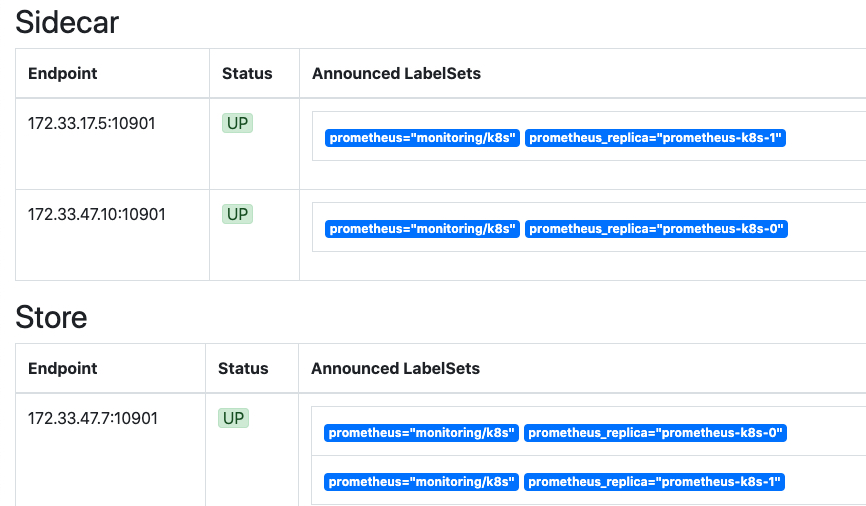 Sidecar
Endpoint Status Announced LabelSets
172.33.17.5:10901 UP prometheus="monitoring/k8s" prometheus_replica="prometheus-k8s-1"
172.33.47.10:10901 UP prometheus="monitoring/k8s" prometheus_replica="prometheus-k8s-0"
Store
Endpoint Status Announced LabelSets
172.33.47.7:10901 UP prometheus="monitoring/k8s" prometheus_replica="prometheus-k8s-0"
prometheus="monitoring/k8s" prometheus_replica="prometheus-k8s-1"